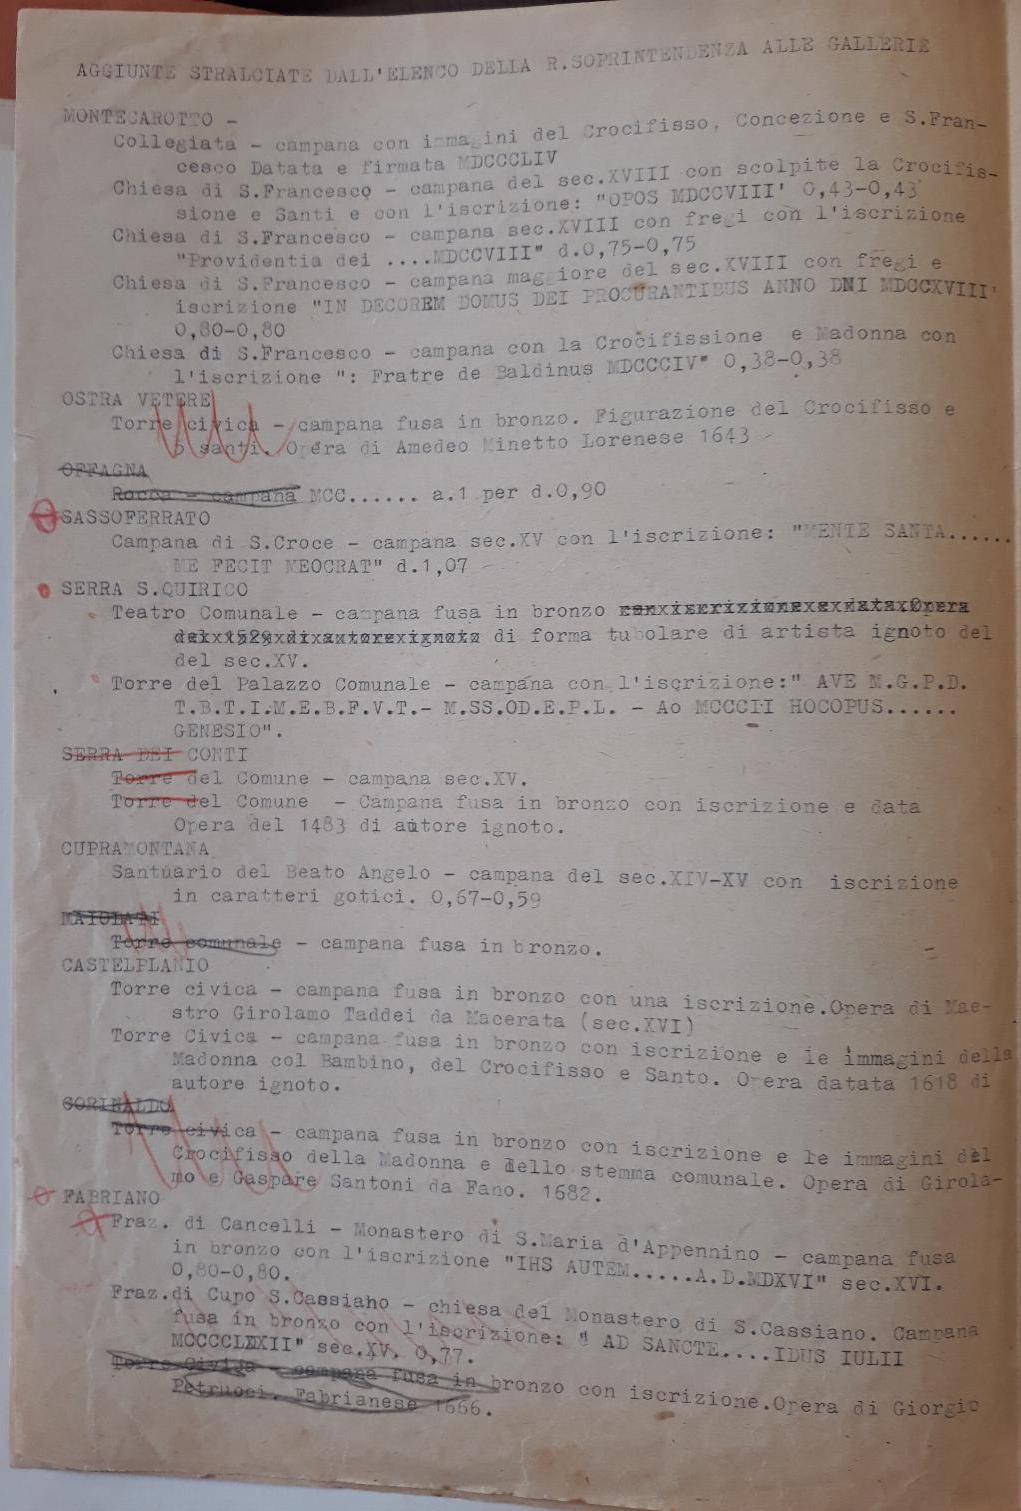 AGGIUNTE STRALCIATE DALL'ELENCO DELLA R.SOPRINTENDENZA ALLE GALLERIE
MONTECAROTTO -
Collegiata - campana con immagini del Crocifisso, Concezione e S.Fran-
cesco Datata e firmata MDCCCLIV
Chiesa di S.Francesco - campana del sec.XVIII con scolpite la Crocifis-
sione e Santi e con l'iscrizione: "OPOS MDCCVIII' 0,43-0,43
Chiesa di S.Francesco - campana sec.XVIII con fregi con l'iscrizione
"Providentia dei ....MDCCVIII" d.0,75-0,75
Chiesa di S.Francesco - campana maggiore del sec.XVIII con fregi e
iscrizione "IN DECOREM DOMUS DEI PROCURANTIBUS ANNO DNI MDCCXVIII'
0,80-0,80
Chiesa di S.Francesco - campana con la Crocifissione e Madonna con
l'iscrizione ": Fratre de Baldinus MDCCCIV" 0,38-0,38
OSTRA VETERE
Torre civica - campana fusa in bronzo. Figurazione del Crocifisso e
o santi. Opera di Amedeo Minetto Lorenese 1643
OFFAGNA
Rocca - campana MCC...... a.1 per d.0,90
SASSOFERRATO
Campana di S.Croce - campana sec.XV con l'iscrizione: "MENTE SANTA......
ME FECIT NEOCRAT" d.1,07
SERRA S.QUIRICO
Teatro Comunale - campana fusa in bronzo con iscrizione e data Opera
del 1529 di autore ignoto di forma tubolare di artista ignoto del
del sec.XV.
Torre del Palazzo Comunale - campana con l'iscrizione:" AVE M.G.P.D.
T.B.T.I.M.E.B.F.V.T.- M.SS.OD.E.P.L. - Ao MCCCII HOCOPUS......
GENESIO".
SERRA DEI CONTI
Torre del Comune - campana sec.XV.
Torre del Comune - Campana fusa in bronzo con iscrizione e data
Opera del 1483 di autore ignoto.
CUPRAMONTANA
Santuario del Beato Angelo - campana del sec.XIV-XV con iscrizione
in caratteri gotici. 0,67-0,59
MAIOLATI
Torre comunale - campana fusa in bronzo.
CASTELPLANIO
Torre civica - campana fusa in bronzo con una iscrizione.Opera di Mae-
stro Girolamo Taddei da Macerata (sec.XVI)
Torre Civica - campana fusa in bronzo con iscrizione e le immagini della
Madonna col Bambino, del Crocifisso e Santo. Opera datata 1618 di
autore ignoto.
CORINALDO
Torre civica - campana fusa in bronzo con iscrizione e le immagini del
Crocifisso della Madonna e dello stemma comunale. Opera di Girola-
mo e Gaspare Santoni da Fano. 1682.
FABRIANO
Fraz. di Cancelli - Monastero di S.Maria d'Appennino - campana fusa
in bronzo con l'iscrizione "IHS AUTEM.....A.D.MDXVI" sec.XVI.
0,80-0,80.
Fraz.di Cupo S.Cassiaho - chiesa del Monastero di S.Cassiano. Campana
fusa in bronzo con l'iscrizione: " AD SANCTE....IDUS IULII
MCCCCLXXII" sec.XV. 0,77.
Torre Civica - campana fusa in bronzo con iscrizione.Opera di Giorgio
Petrucci. Fabrianese 1666.